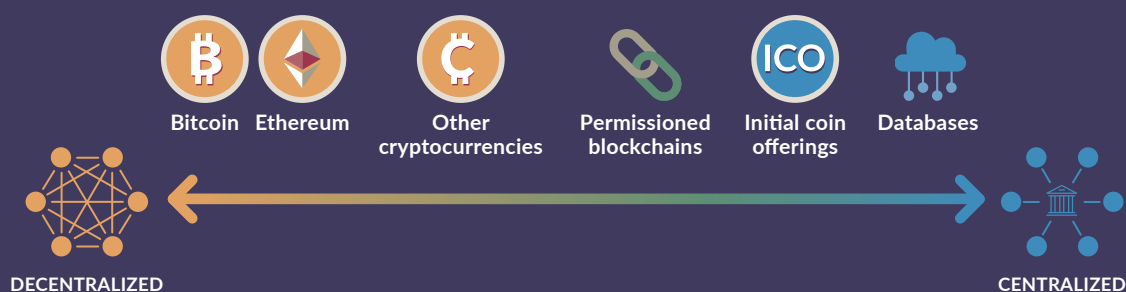 ICO
Bitcoin
Ethereum
Other
cryptocurrencies
Permissioned
blockchains
Initial coin
offerings
Databases
DECENTRALIZED
CENTRALIZED